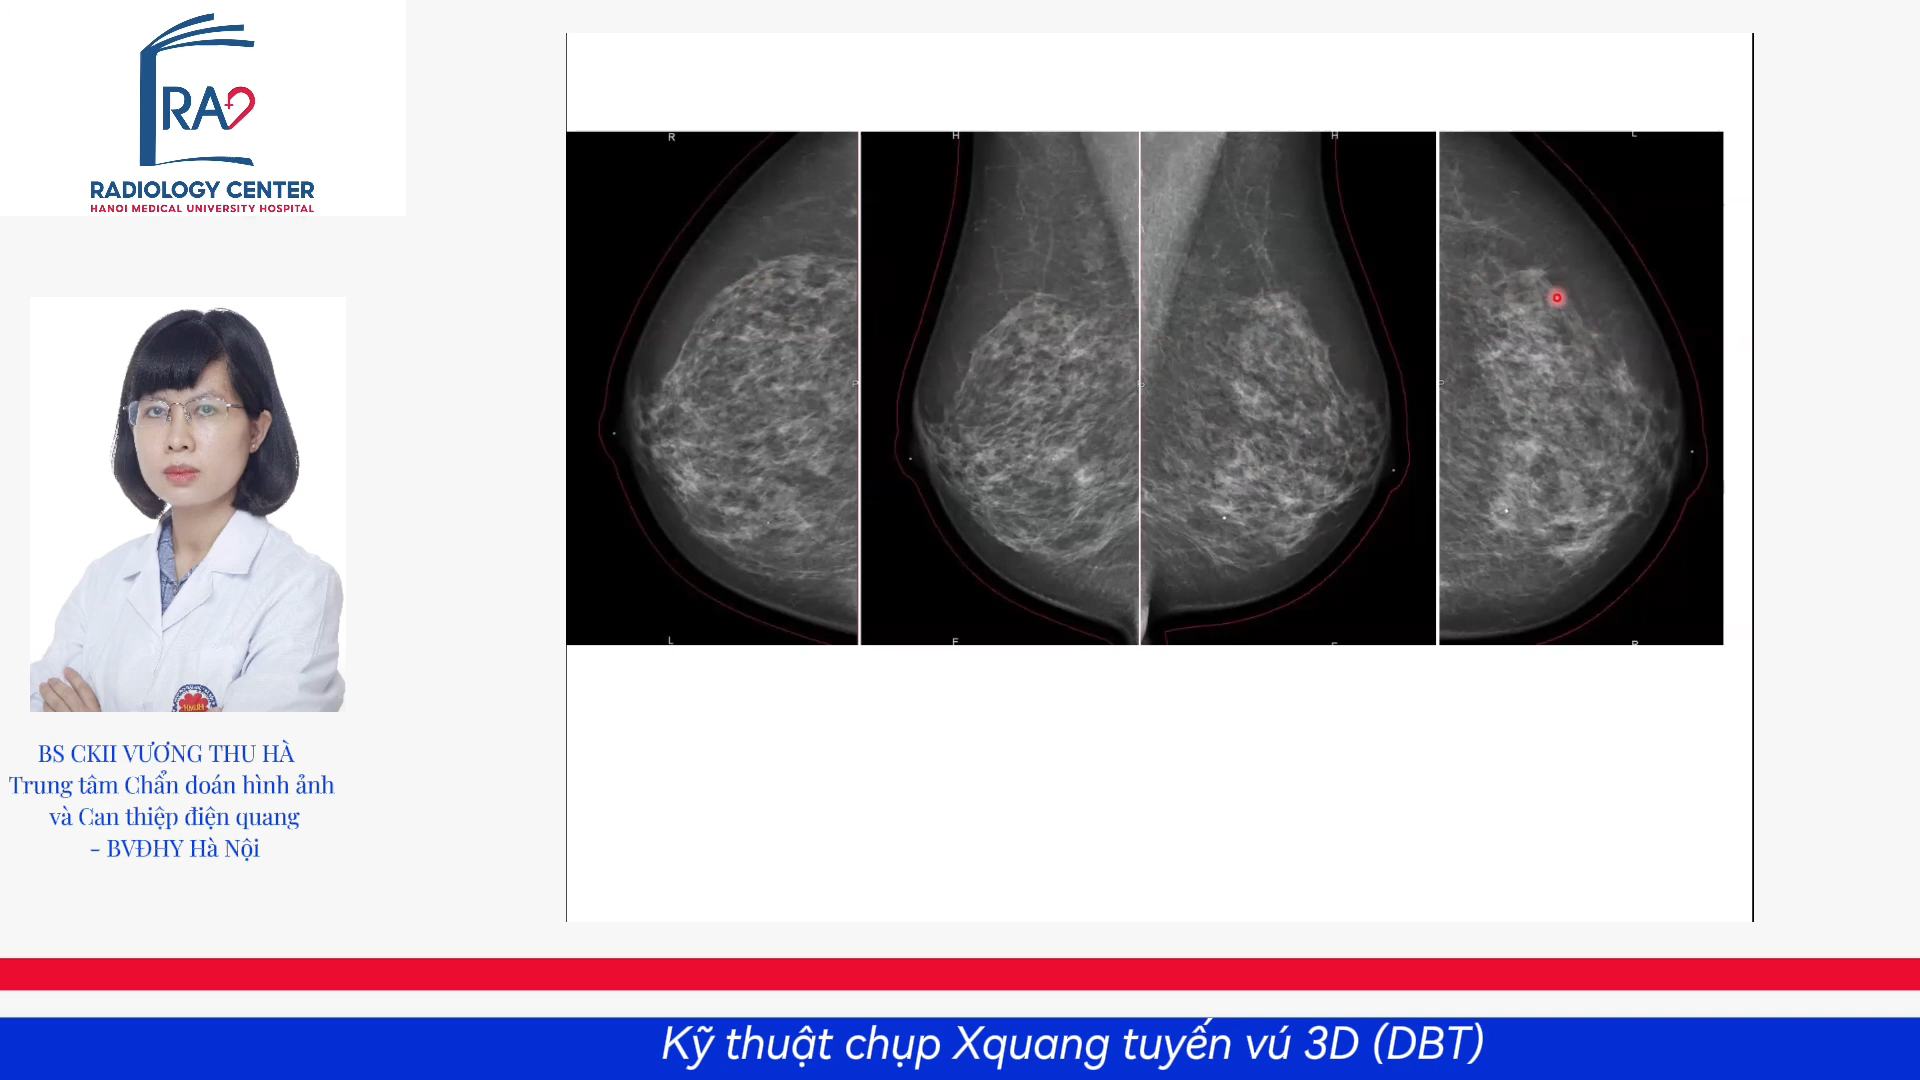 RA
RADIOLOGY CENTER
HANOI MEDICAL UNIVERSITY HOSPITAL
R
H
H
L
P
P
L
F
R
BS CKII VƯƠNG THU HÀ
Trung tâm Chẩn đoán hình ảnh
và Can thiệp điện quang
- BVĐHY Hà Nội
Kỹ thuật chụp Xquang tuyến vú 3D (DBT)